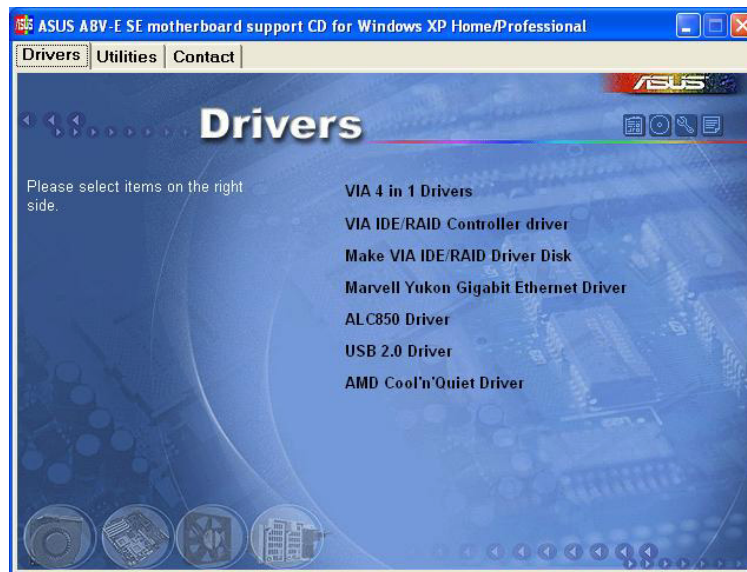 ASUS A8V-E SE motherboard support CD for Windows XP Home/Professional
Drivers Utilities Contact
ASUS
Drivers
Please select items on the right
side.
VIA 4 in 1 Drivers
VIA IDE/RAID Controller driver
Make VIA IDE/RAID Driver Disk
Marvell Yukon Gigabit Ethernet Driver
ALC850 Driver
USB 2.0 Driver
AMD Cool'n'Quiet Driver